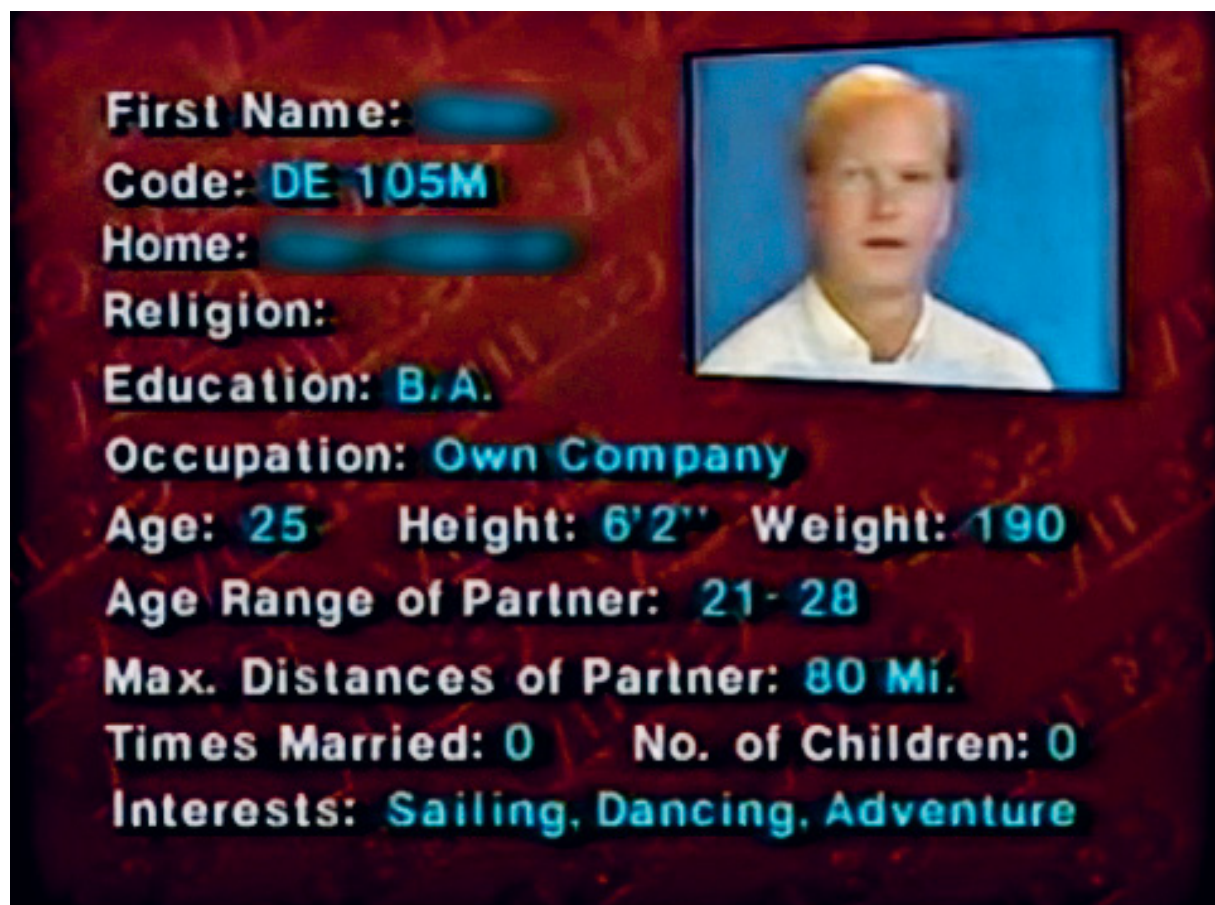 First Name:
Code: DE 105M
Home:
Religion:
Education: B.A.
Occupation: Own Company
Age: 25 Height: 6'2'' Weight: 190
Age Range of Partner: 21- 28
Max. Distances of Partner: 80 Mi.
Times Married: 0 No. of Children: 0
Interests: Sailing, Dancing, Adventure